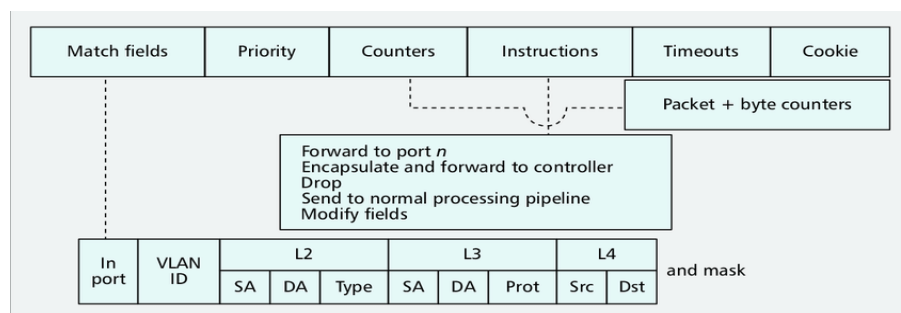 Match fields Priority Counters Instructions Timeouts Cookie
Packet + byte counters
Forward to port n
Encapsulate and forward to controller
Drop
Send to normal processing pipeline
Modify fields
In port
VLAN ID
L2 L3 L4
SA DA Type SA DA Prot Src Dst
and mask